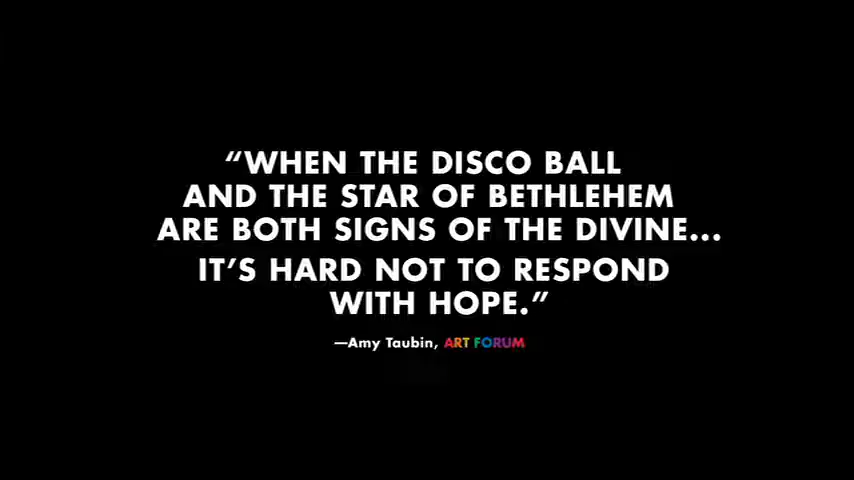 “WHEN THE DISCO BALL
AND THE STAR OF BETHLEHEM
ARE BOTH SIGNS OF THE DIVINE...
IT’S HARD NOT TO RESPOND
WITH HOPE.”
—Amy Taubin, ART FORUM